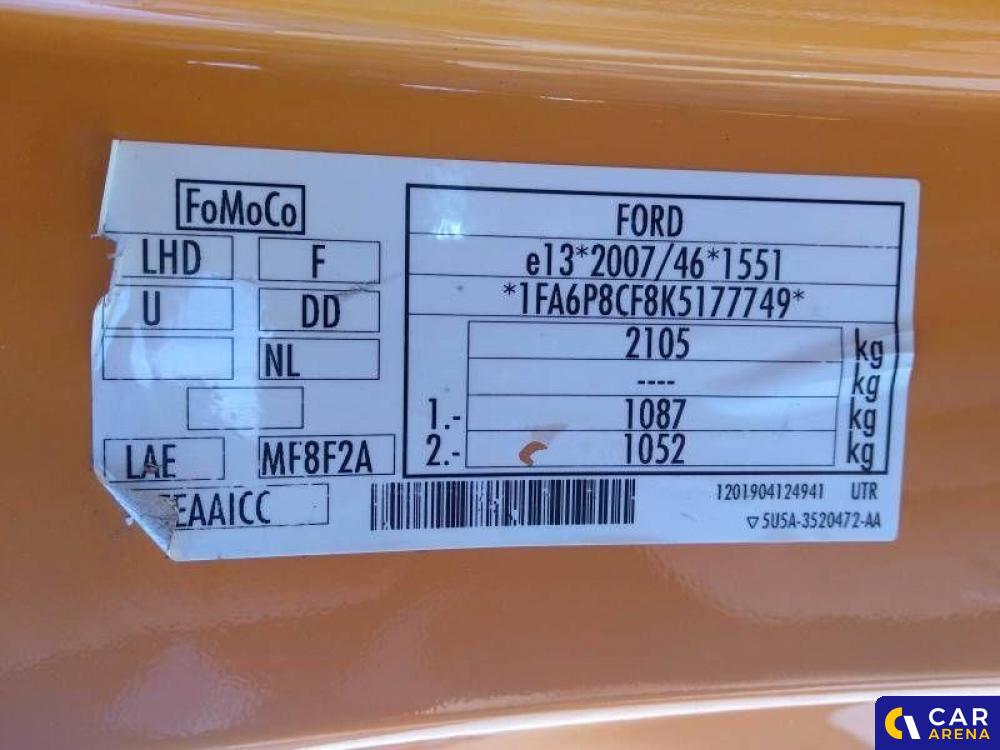 FoMoCo
LHD F
U DD
NL
LAE MF8F2A
EAAICC
FORD
e13*2007/46*1551
*1FA6P8CF8K5177749*
2105 kg
---- kg
1.- 1087 kg
2.- 1052 kg
1201904124941 UTR
▽5U5A-3520472-AA
CAR
ARENA